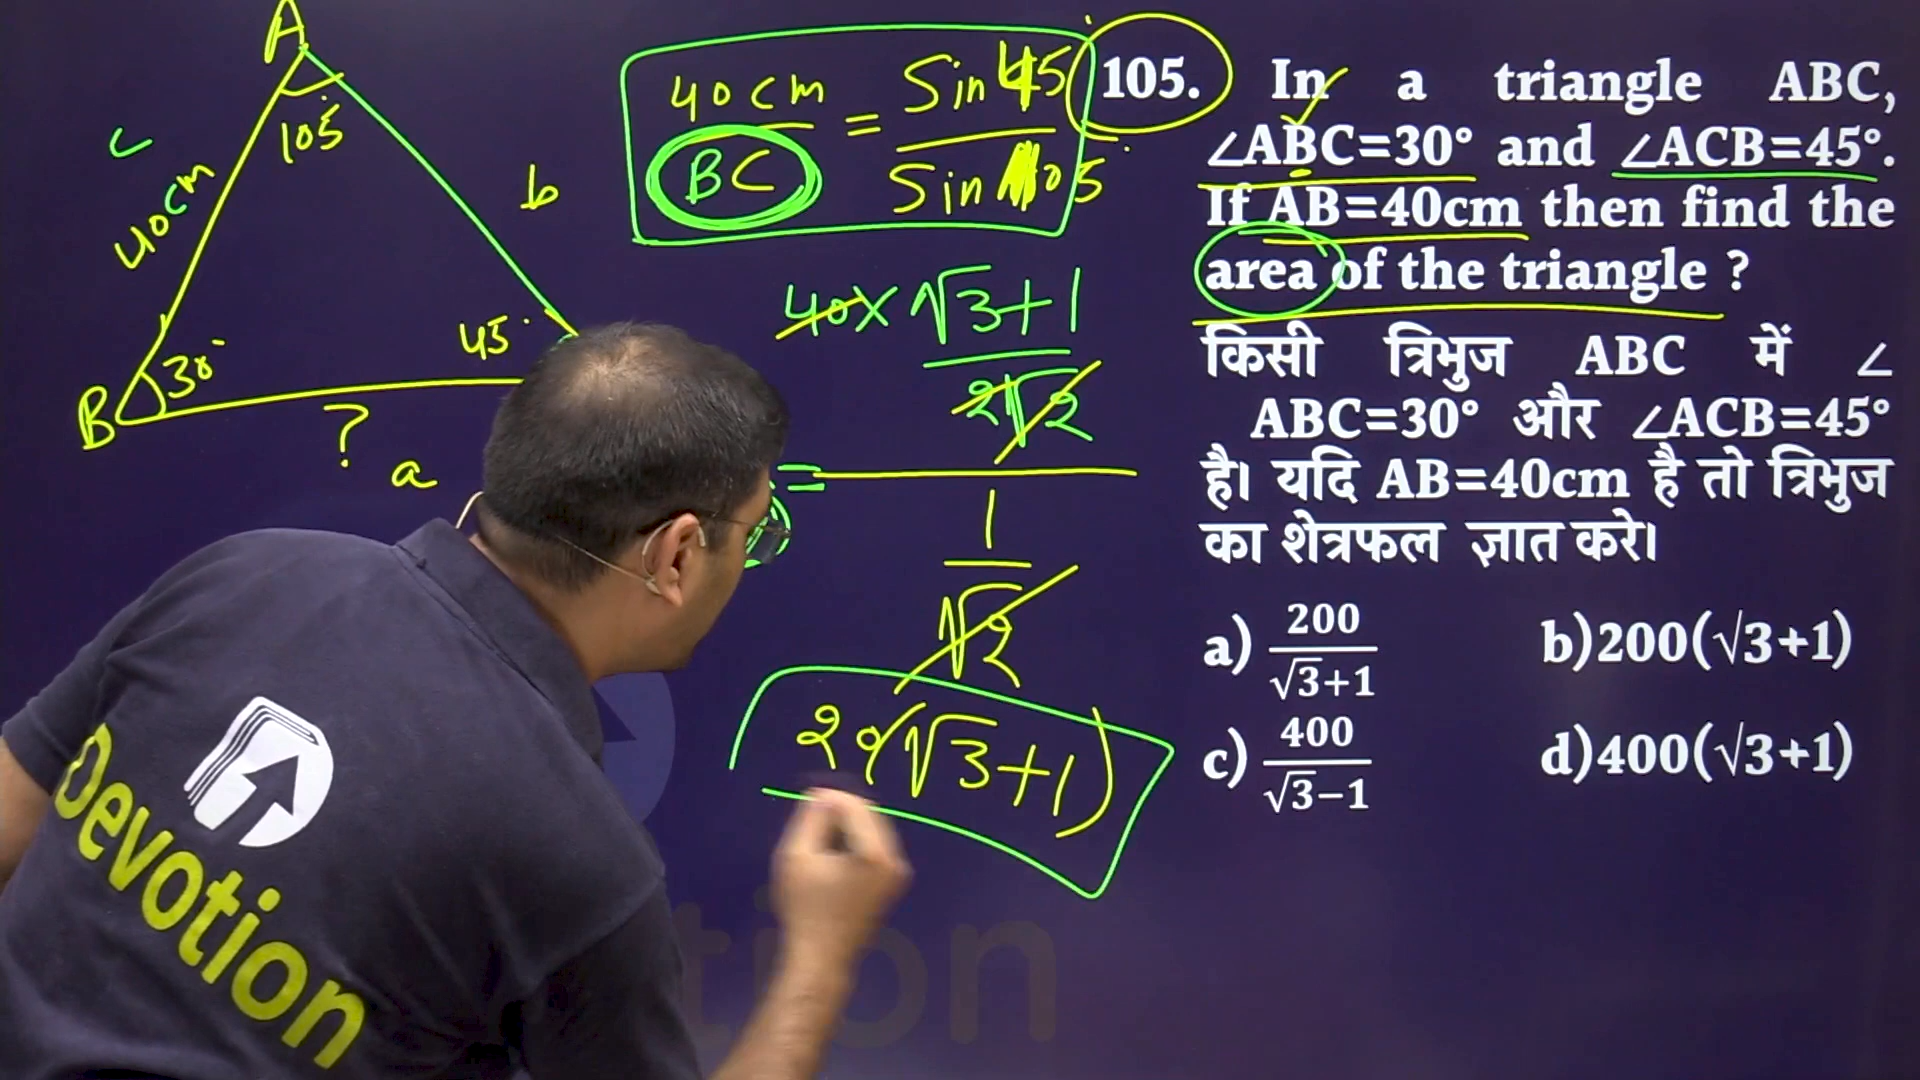 A
105°
c
40cm
b
B
30°
45°
?
a
40cm = Sin 45
BC Sin 105°
40 × √3+1
2√2
=
1
√2
20(√3+1)
105. In a triangle ABC,
∠ABC=30° and ∠ACB=45°.
If AB=40cm then find the
area of the triangle ?
किसी त्रिभुज ABC में ∠
ABC=30° और ∠ACB=45°
है। यदि AB=40cm है तो त्रिभुज
का शेत्रफल ज्ञात करे।
a) 200/√3+1 b)200(√3+1)
c) 400/√3−1 d)400(√3+1)
Devotion
tion